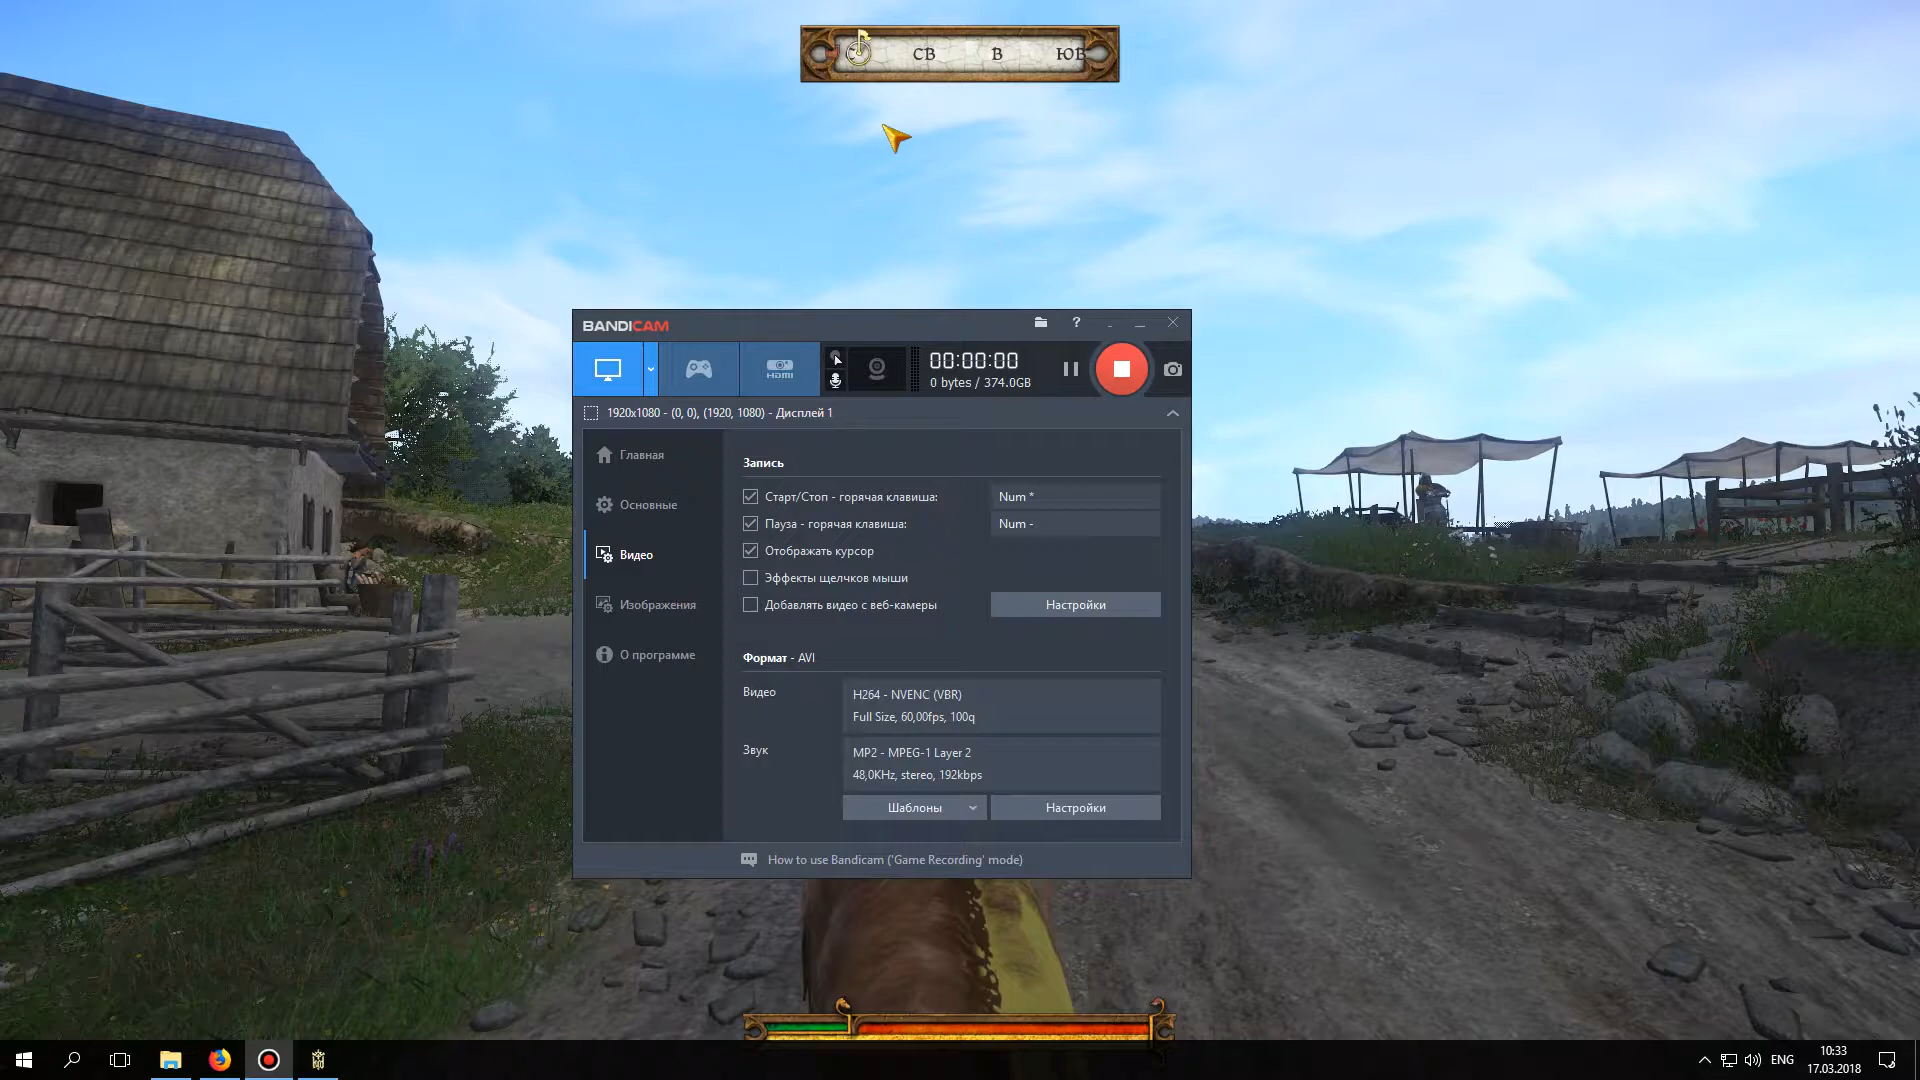 СВ В ЮВ
BANDICAM
?
HDMI
00:00:00
0 bytes / 374.0GB
1920x1080 - (0, 0), (1920, 1080) - Дисплей 1
Главная
Основные
Видео
Изображения
О программе
Запись
Старт/Стоп - горячая клавиша: Num *
Пауза - горячая клавиша: Num -
Отображать курсор
Эффекты щелчков мыши
Добавлять видео с веб-камеры Настройки
Формат - AVI
Видео H264 - NVENC (VBR)
Full Size, 60,00fps, 100q
Звук MP2 - MPEG-1 Layer 2
48,0KHz, stereo, 192kbps
Шаблоны Настройки
How to use Bandicam ('Game Recording' mode)
ENG
10:33
17.03.2018